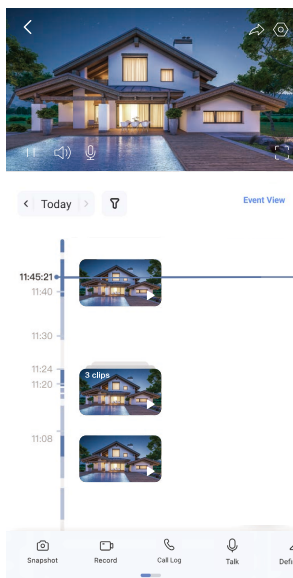 Today
Event View
11:45:21
11:40
11:30
11:24
3 clips
11:20
11:08
Snapshot
Record
Call Log
Talk
Defi